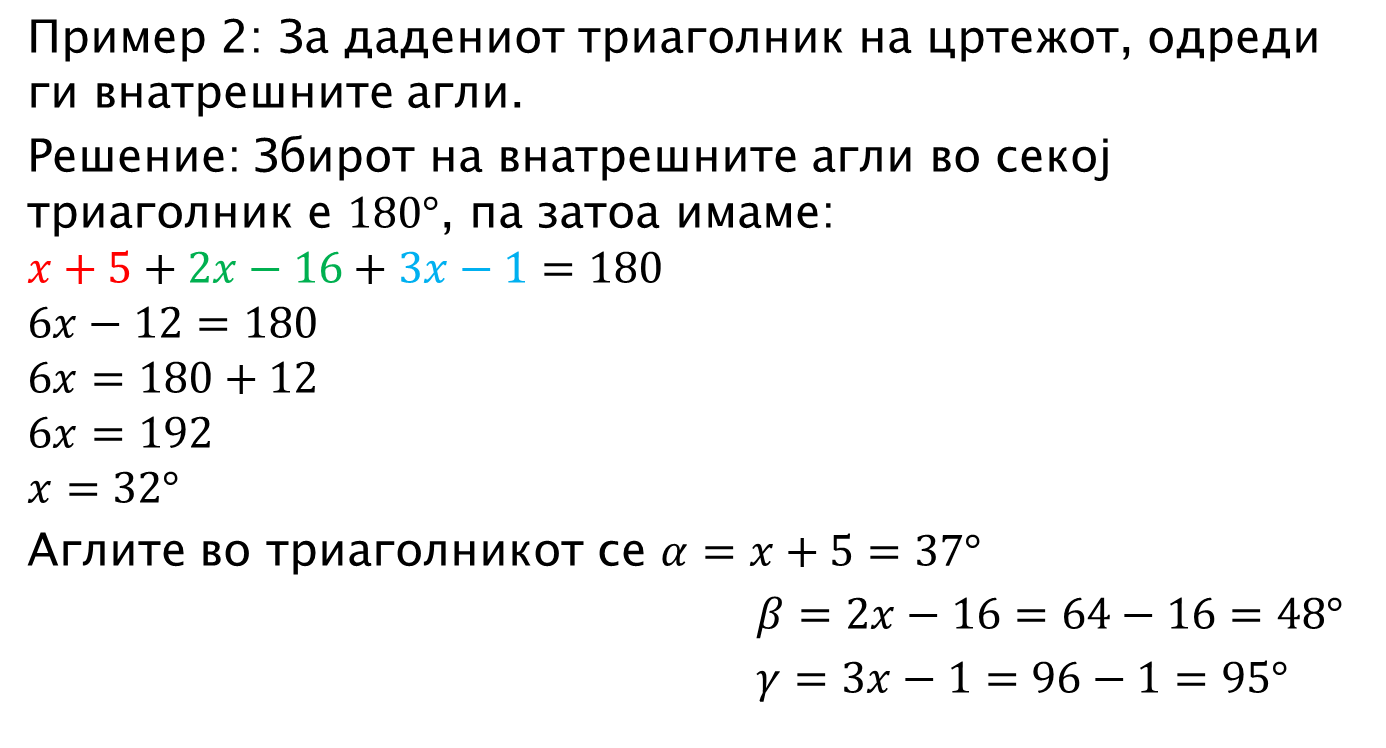 Пример 2: За дадениот триаголник на цртежот, одреди
ги внатрешните агли.
Решение: Збирот на внатрешните агли во секој
триаголник е 180°, па затоа имаме:
x + 5 + 2x − 16 + 3x − 1 = 180
6x − 12 = 180
6x = 180 + 12
6x = 192
x = 32°
Аглите во триаголникот се α = x + 5 = 37°
β = 2x − 16 = 64 − 16 = 48°
γ = 3x − 1 = 96 − 1 = 95°